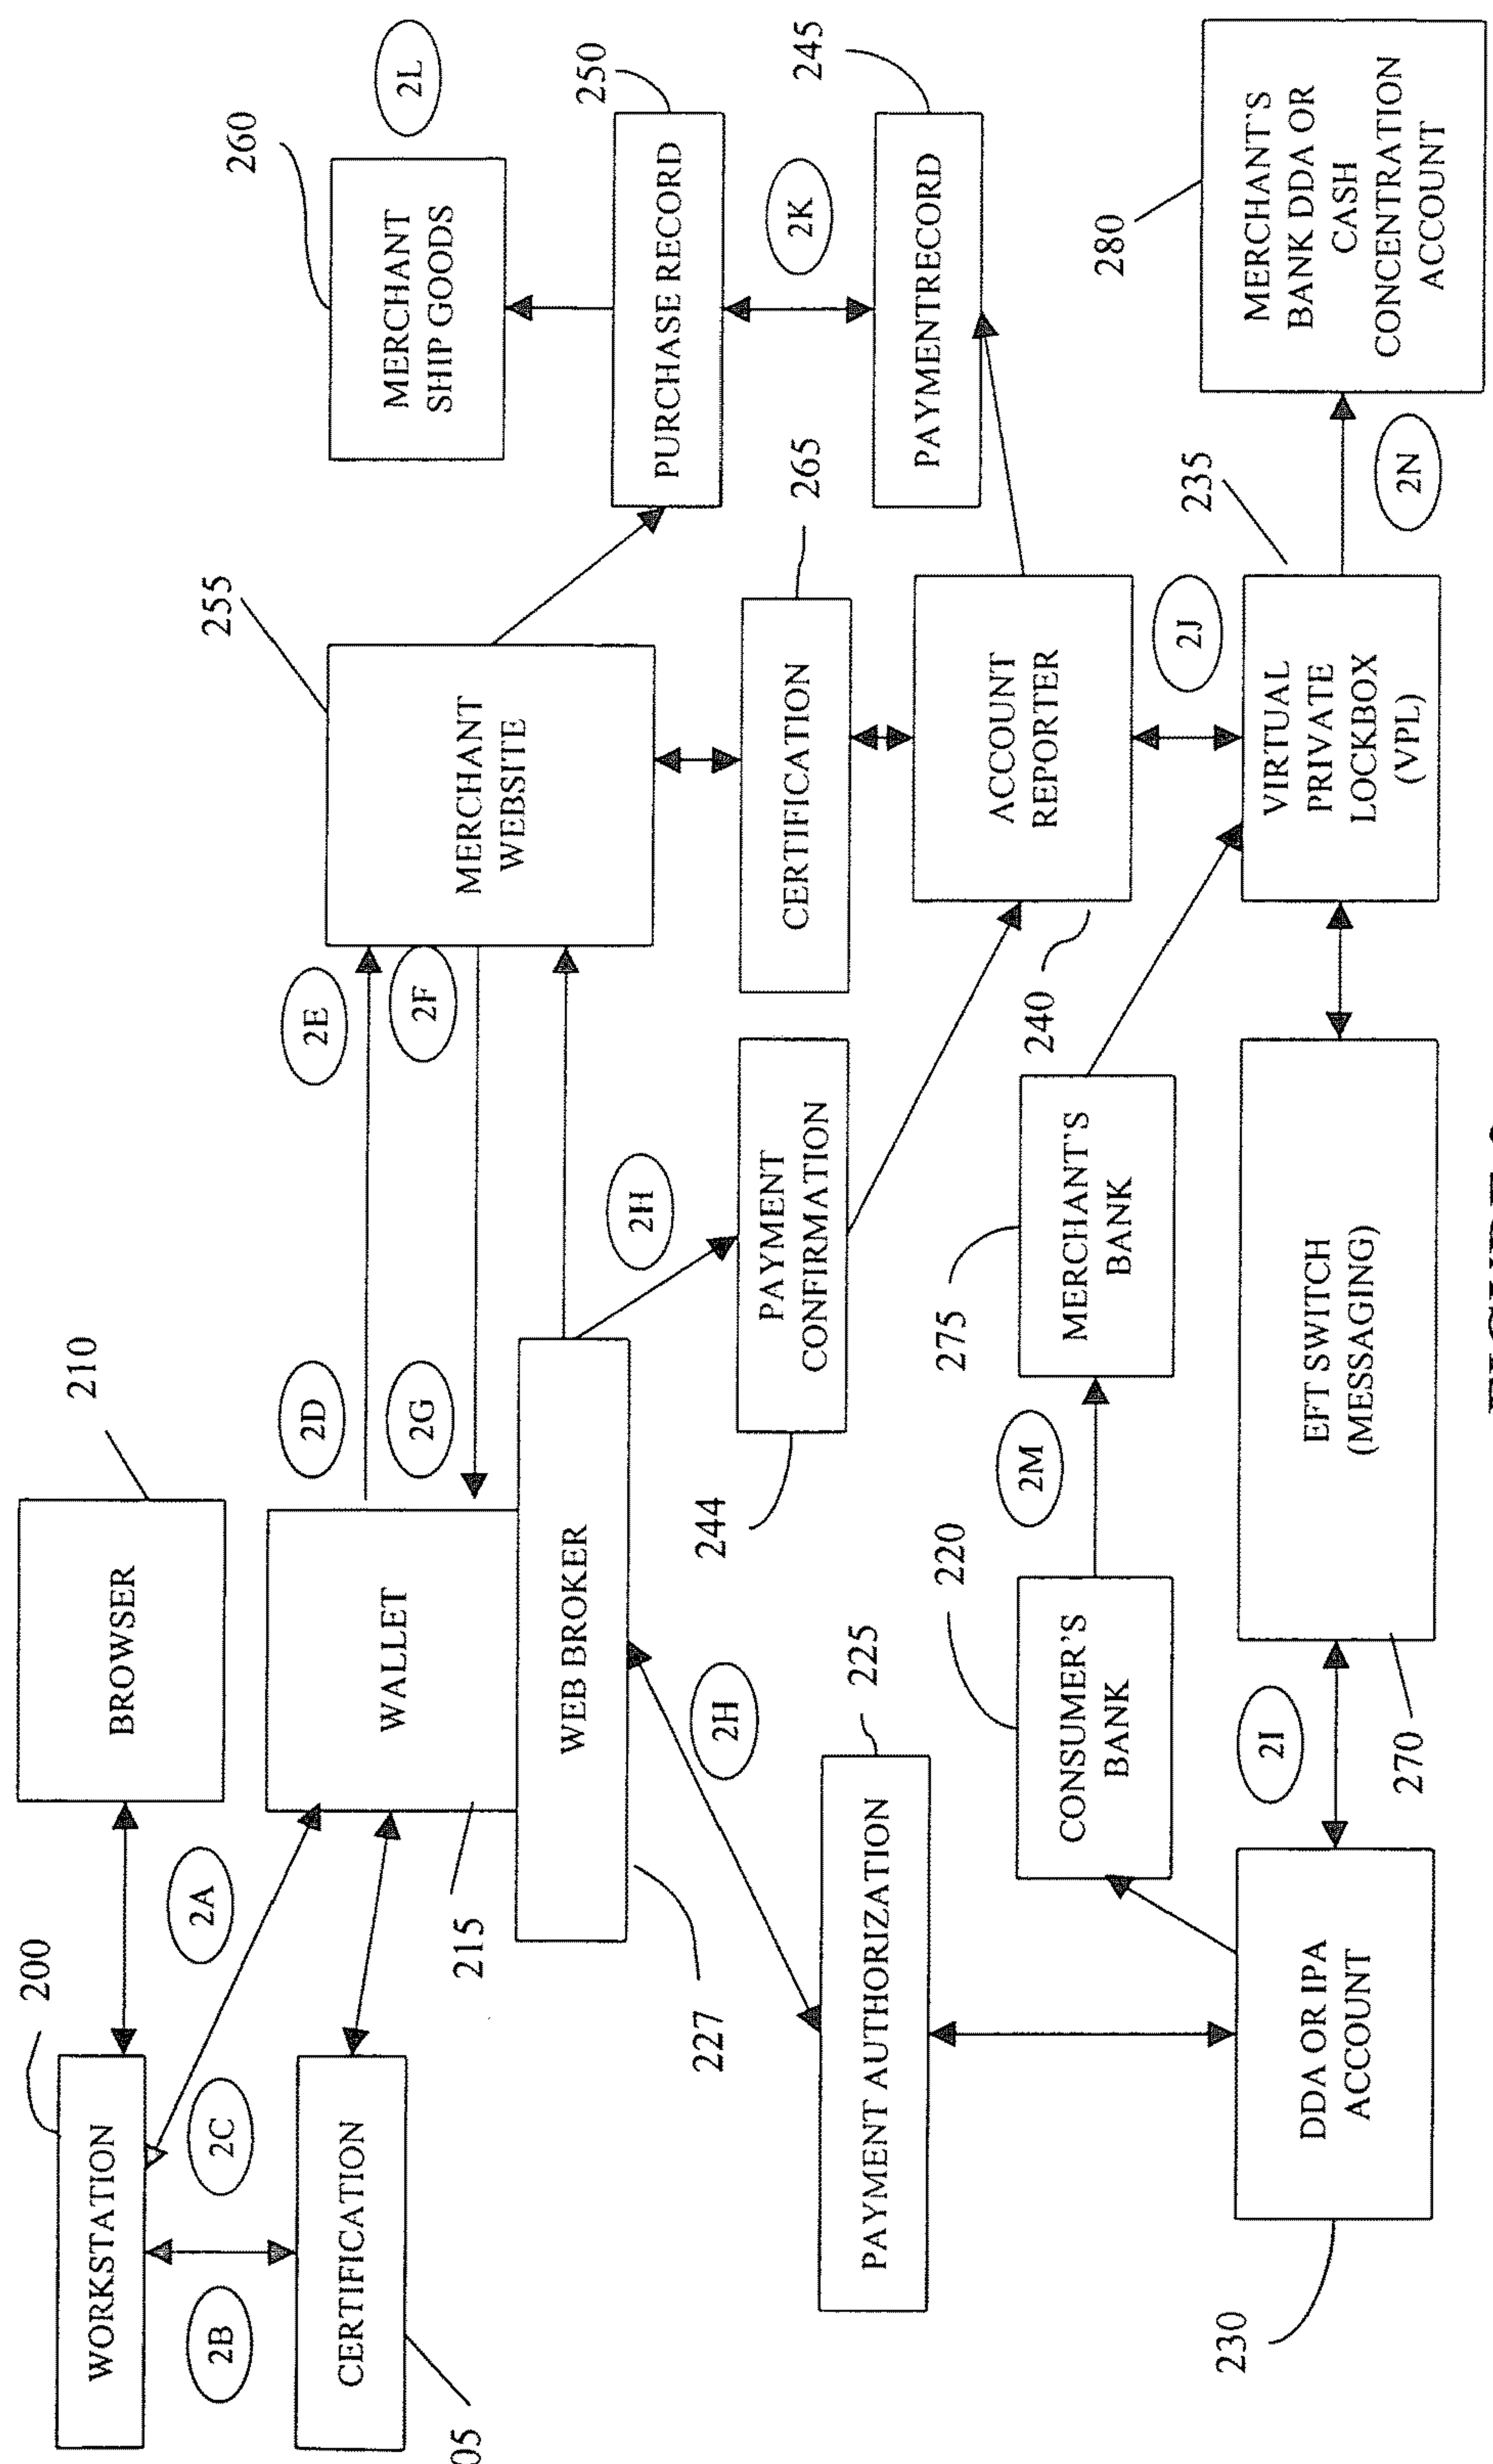 200
WORKSTATION
2A
BROWSER
210
2B
2C
05
CERTIFICATION
215
WALLET
2D
2E
2G
2F
255
MERCHANT
WEBSITE
260
MERCHANT
SHIP GOODS
2L
227
WEB BROKER
2H
2H
250
PURCHASE RECORD
2K
225
PAYMENT AUTHORIZATION
244
PAYMENT
CONFIRMATION
CERTIFICATION
265
245
PAYMENTRECORD
220
CONSUMER'S
BANK
2M
275
MERCHANT'S
BANK
240
ACCOUNT
REPORTER
2J
230
DDA OR IPA
ACCOUNT
2I
270
EFT SWITCH
(MESSAGING)
235
VIRTUAL
PRIVATE
LOCKBOX
(VPL)
2N
280
MERCHANT'S
BANK DDA OR
CASH
CONCENTRATION
ACCOUNT